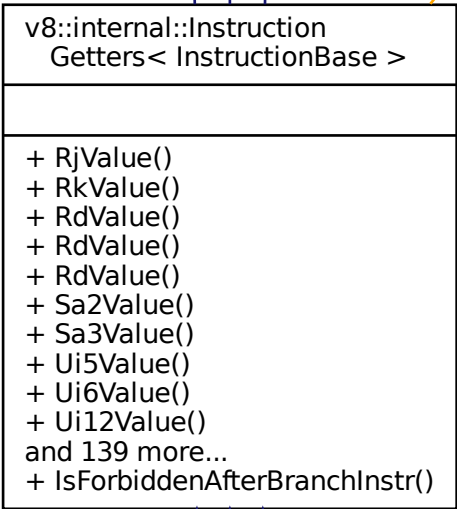 v8::internal::Instruction
Getters< InstructionBase >
+ RjValue()
+ RkValue()
+ RdValue()
+ RdValue()
+ RdValue()
+ Sa2Value()
+ Sa3Value()
+ Ui5Value()
+ Ui6Value()
+ Ui12Value()
and 139 more...
+ IsForbiddenAfterBranchInstr()